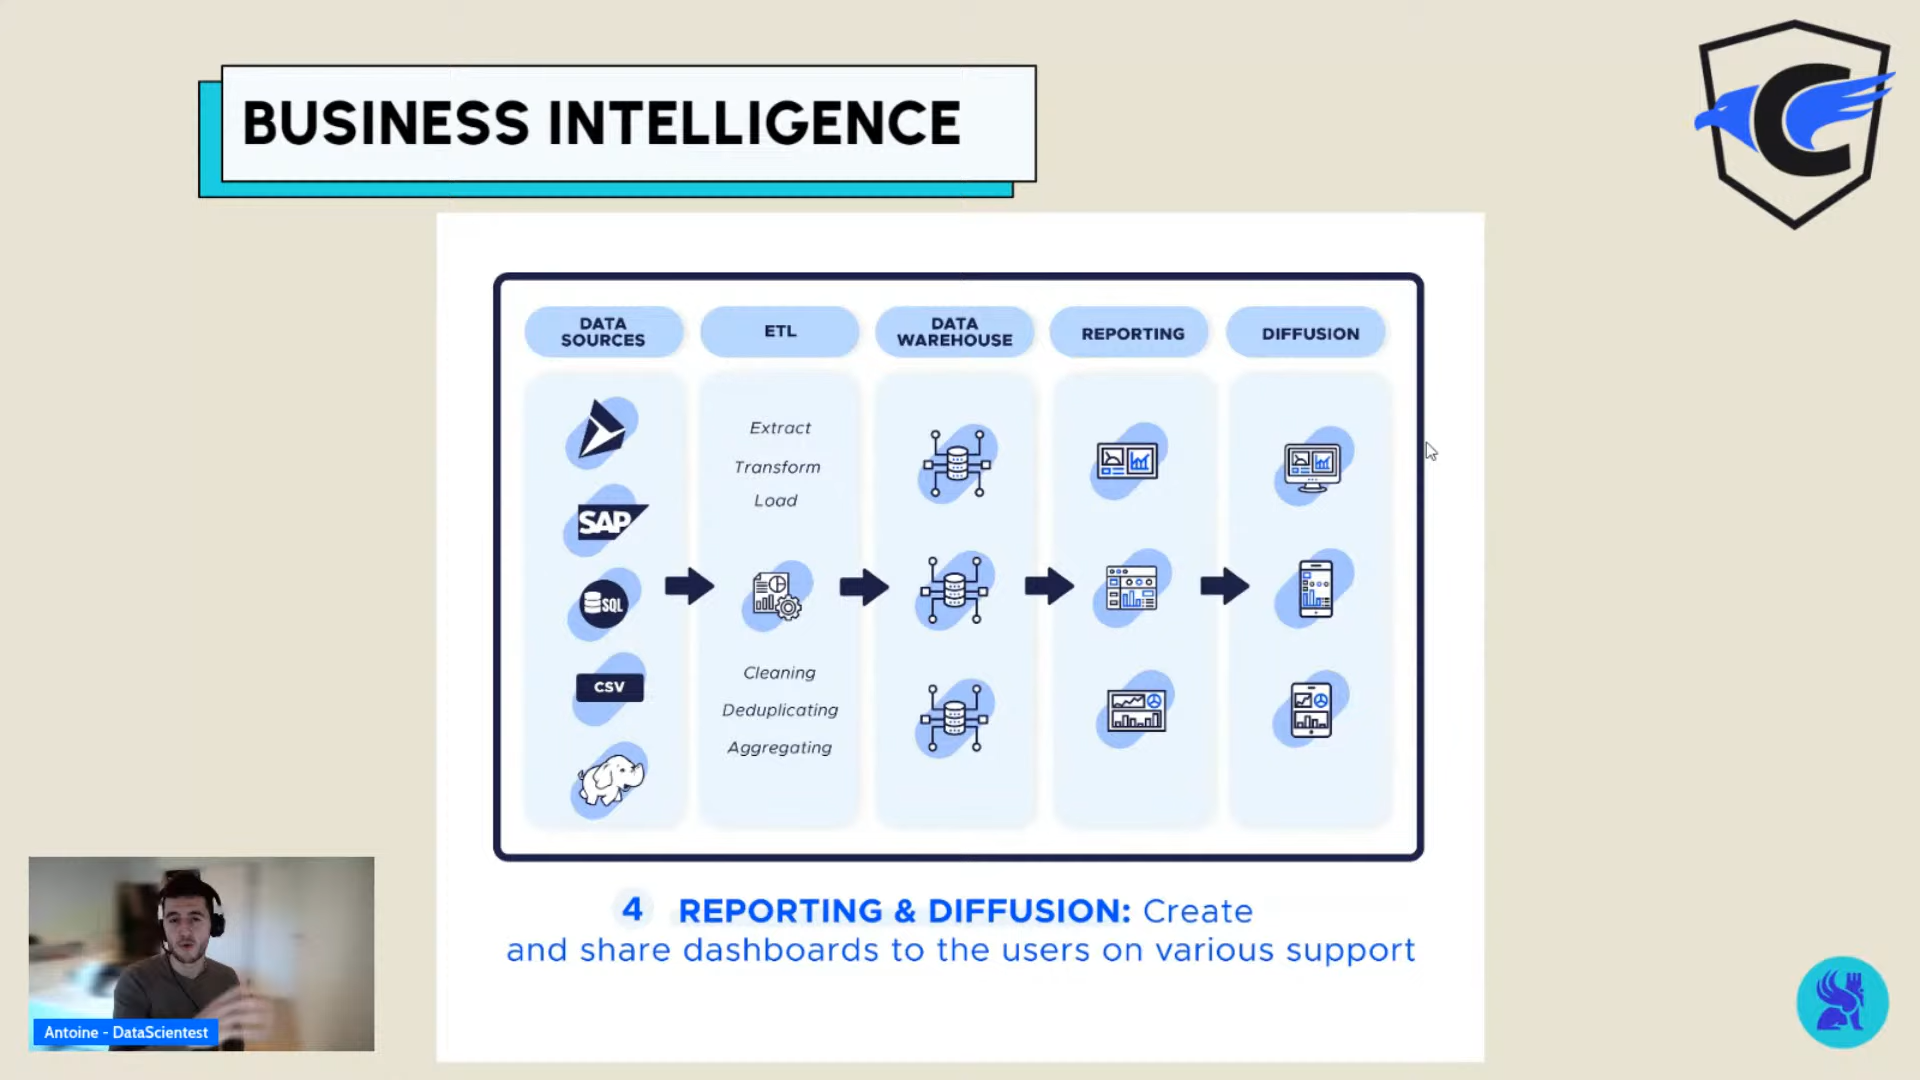 BUSINESS INTELLIGENCE
C
DATA
SOURCES
ETL
DATA
WAREHOUSE
REPORTING
DIFFUSION
SAP
SQL
CSV
Extract
Transform
Load
Cleaning
Deduplicating
Aggregating
4 REPORTING & DIFFUSION: Create
and share dashboards to the users on various support
Antoine - DataScientest